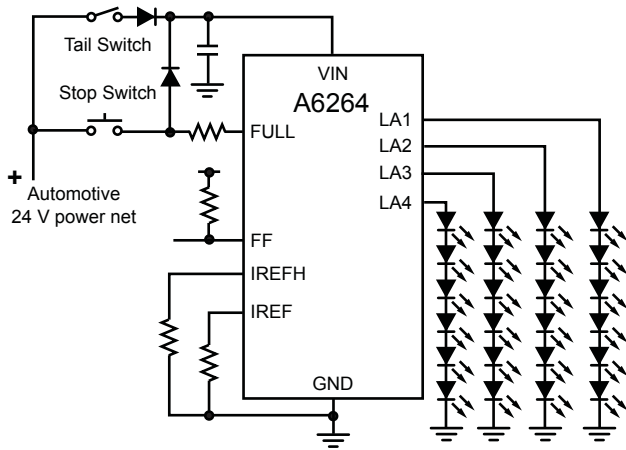 Tail Switch
Stop Switch
+ Automotive
24 V power net
VIN
A6264
FULL
FF
IREFH
IREF
GND
LA1
LA2
LA3
LA4